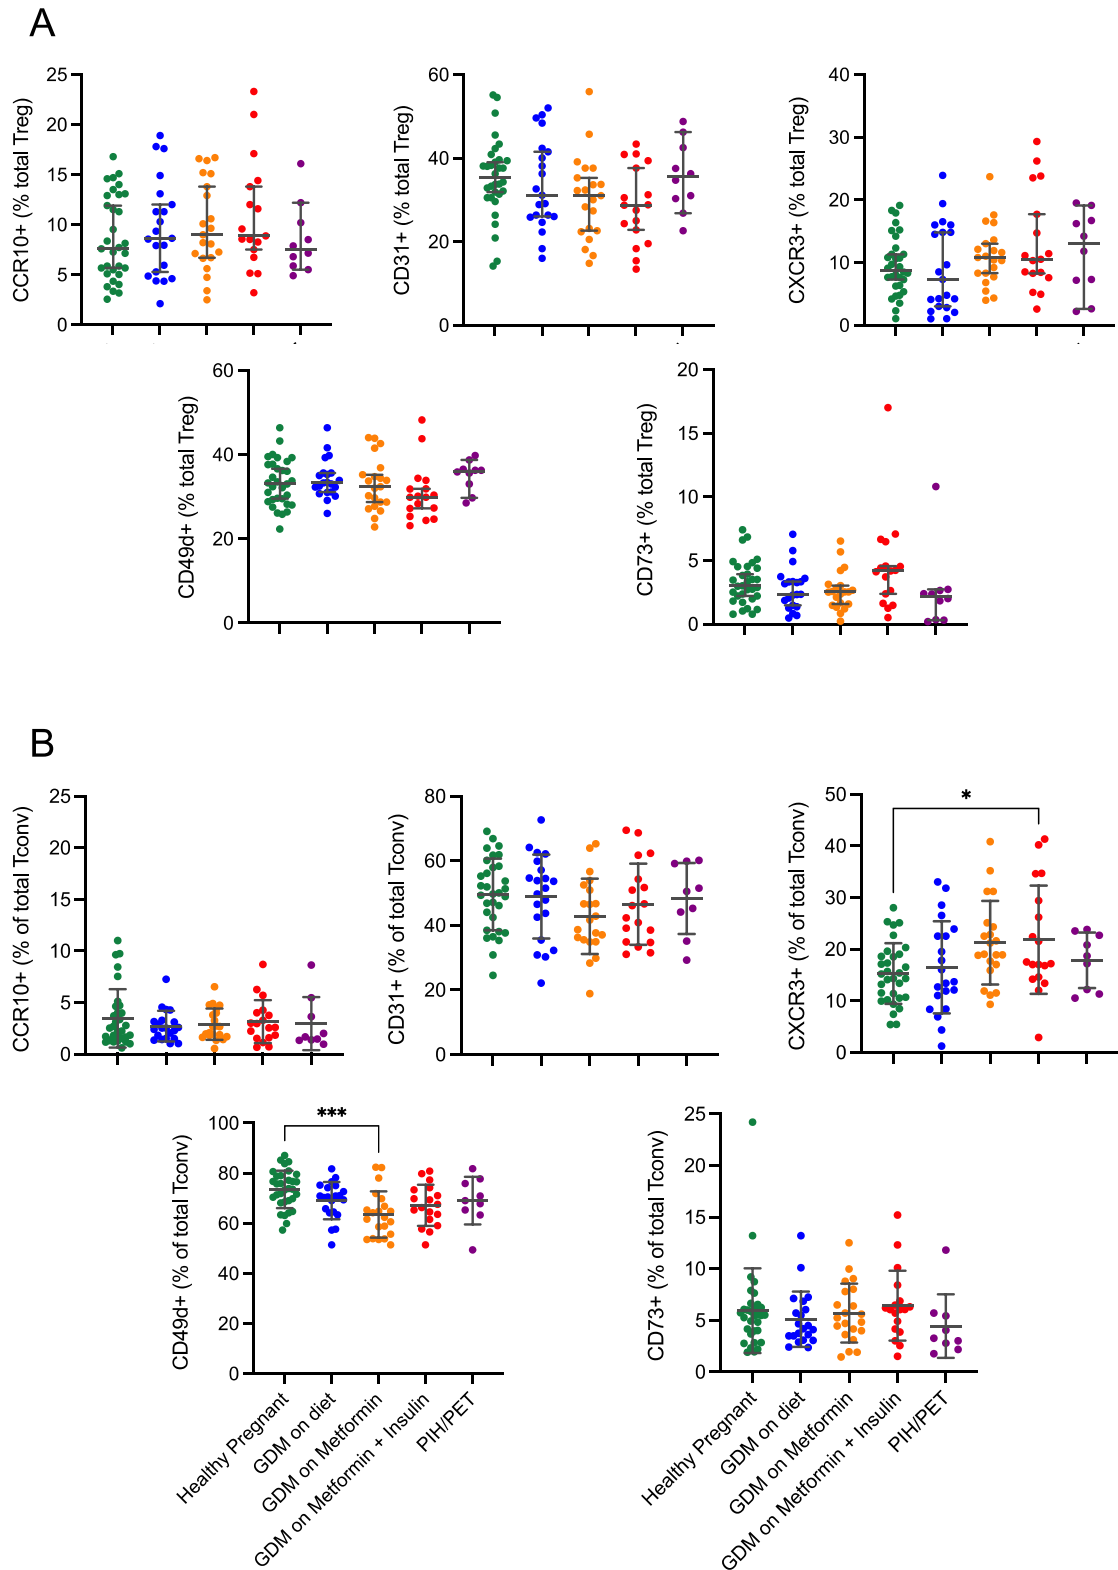 A
CCR10+ (% total Treg)
25
20
15
10
5
0
CD31+ (% total Treg)
60
40
20
0
CXCR3+ (% total Treg)
40
30
20
10
0
CD49d+ (% total Treg)
60
40
20
0
CD73+ (% total Treg)
20
15
10
5
0
B
CCR10+ (% of total Tconv)
25
20
15
10
5
0
CD31+ (% of total Tconv)
80
60
40
20
0
CXCR3+ (% of total Tconv)
50
40
30
20
10
0
*
CD49d+ (% of total Tconv)
100
80
60
40
20
0
***
Healthy Pregnant
GDM on diet
GDM on Metformin
GDM on Metformin + Insulin
PIH/PET
CD73+ (% of total Tconv)
25
20
15
10
5
0
Healthy Pregnant
GDM on diet
GDM on Metformin
GDM on Metformin + Insulin
PIH/PET